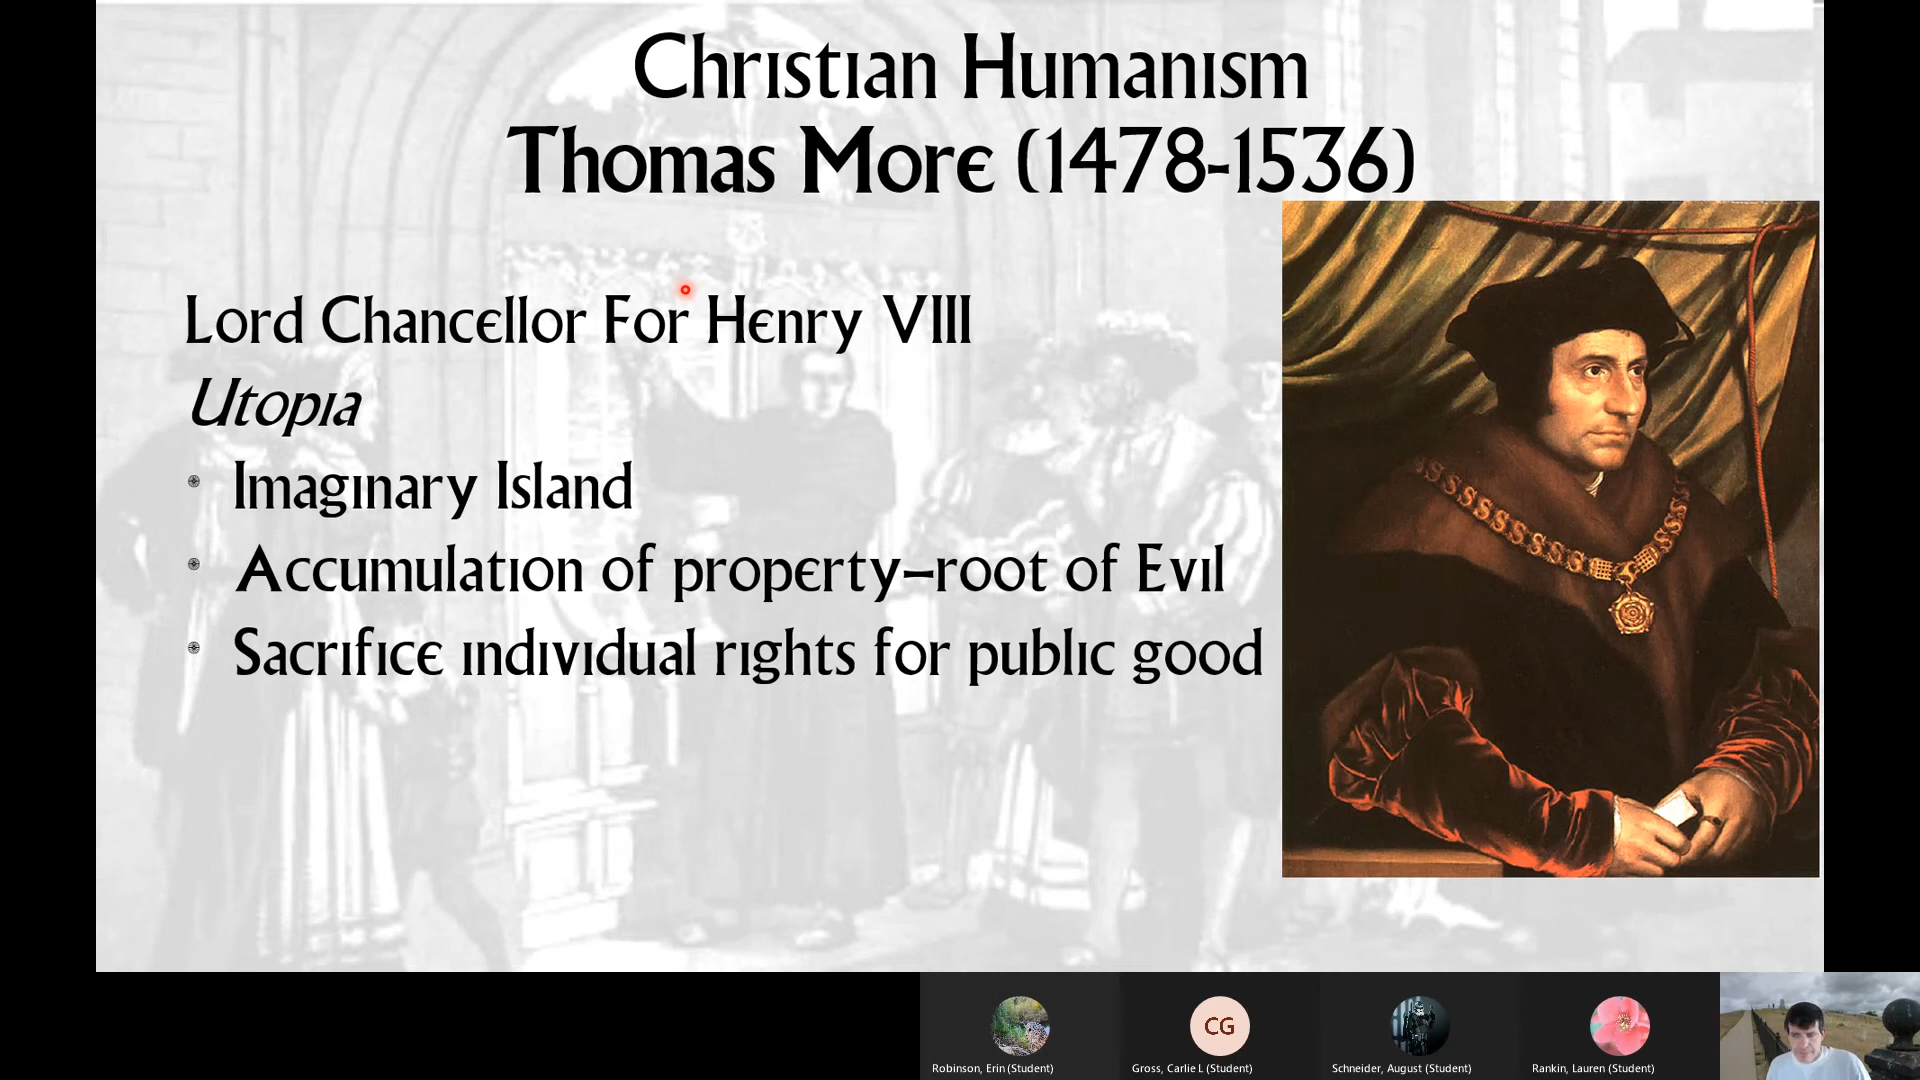 Christian Humanism
Thomas More (1478-1536)
Lord Chancellor For Henry VIII
Utopia
Imaginary Island
Accumulation of property–root of Evil
Sacrifice individual rights for public good
CG
Robinson, Erin (Student)
Gross, Carlie L (Student)
Schneider, August (Student)
Rankin, Lauren (Student)